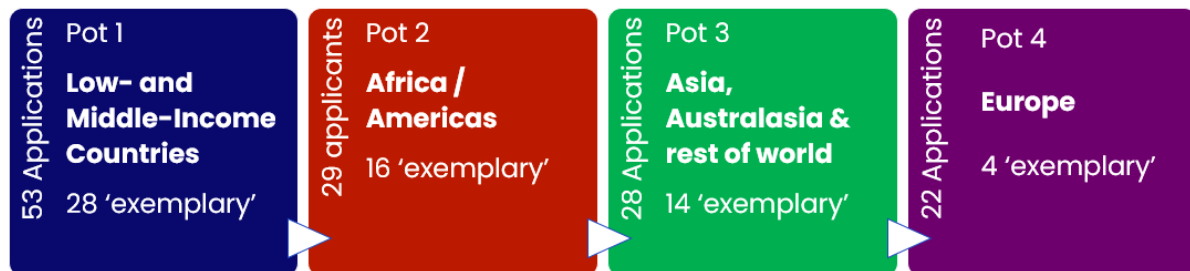 53 Applications
Pot 1
Low- and
Middle-Income
Countries
28 ‘exemplary’
29 applicants
Pot 2
Africa /
Americas
16 ‘exemplary’
28 Applications
Pot 3
Asia,
Australasia &
rest of world
14 ‘exemplary’
22 Applications
Pot 4
Europe
4 ‘exemplary’